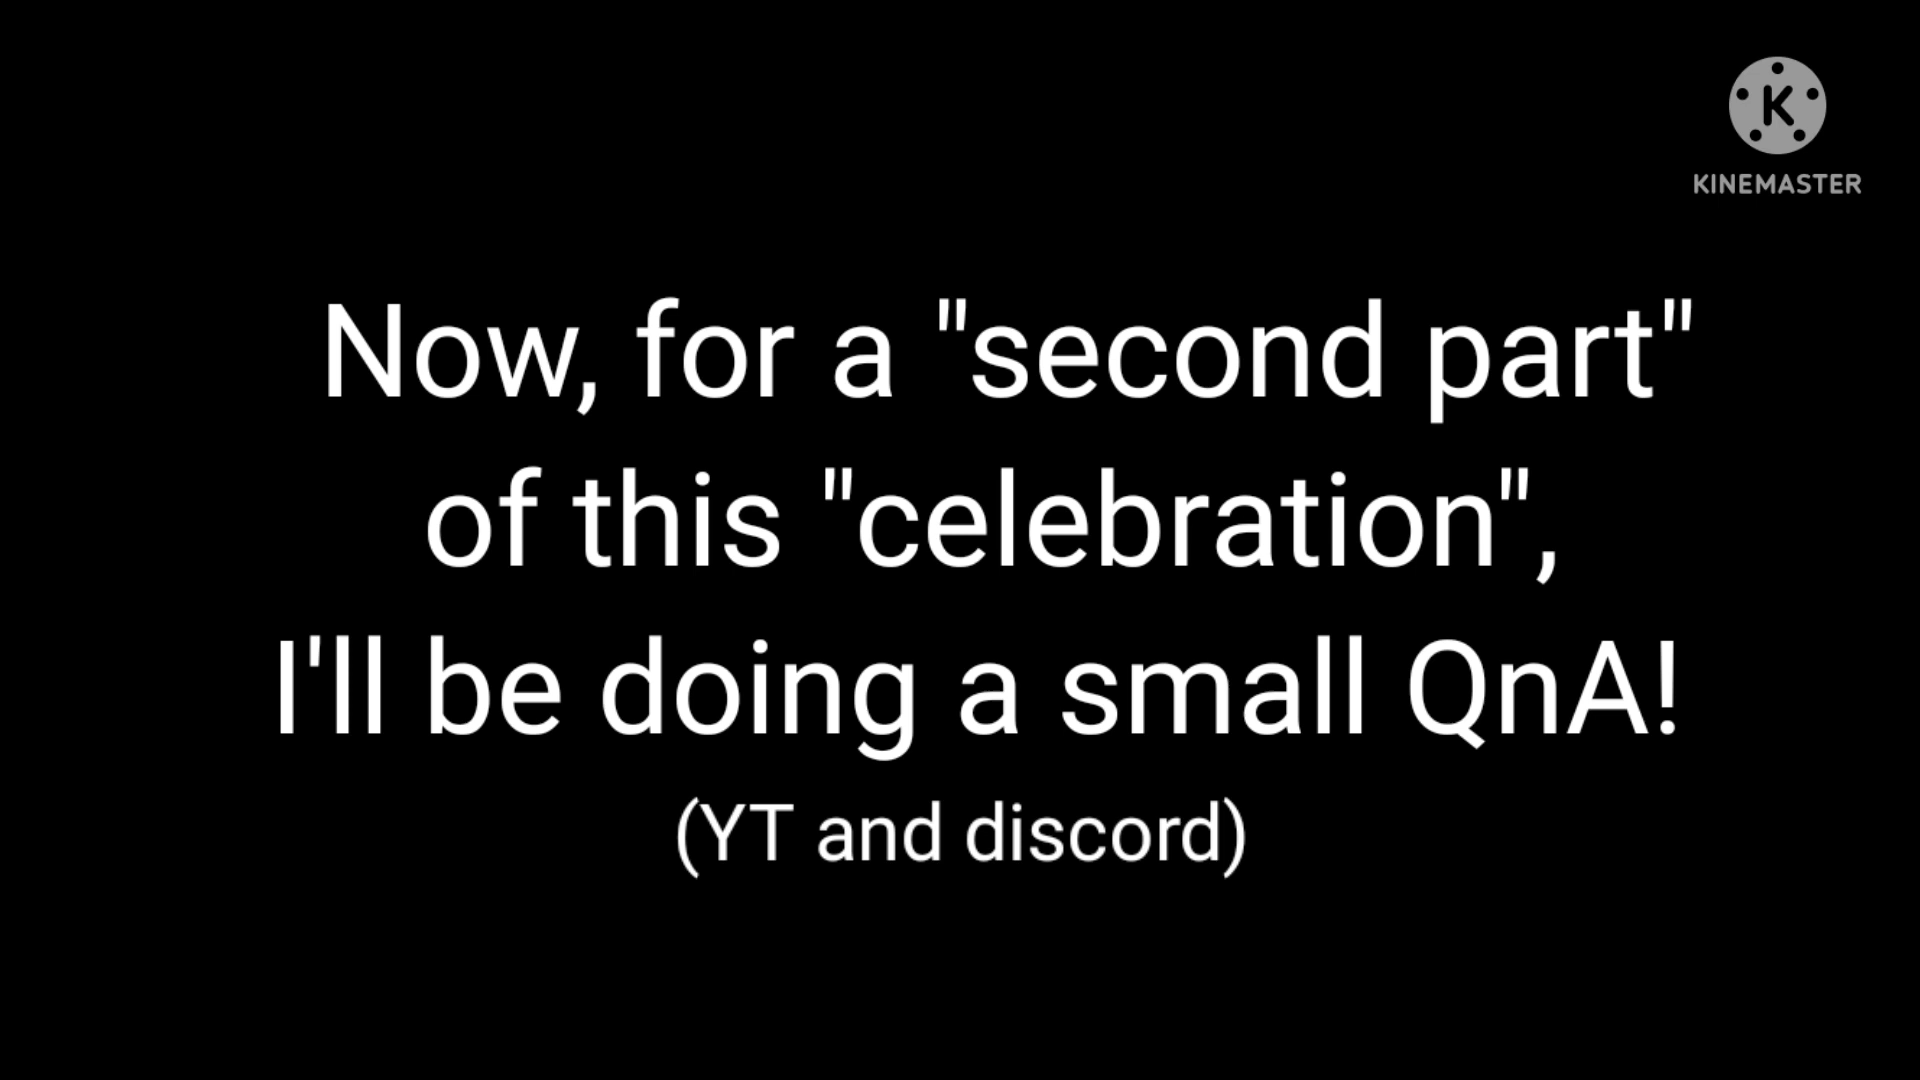 K
KINEMASTER
Now, for a "second part"
of this "celebration",
I'll be doing a small QnA!
(YT and discord)